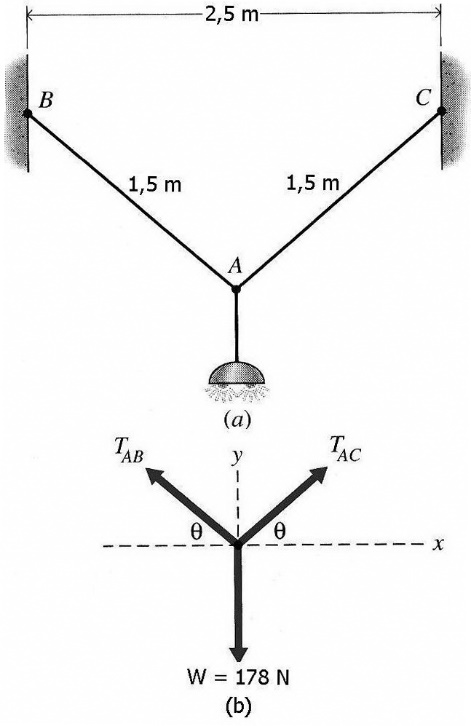 2,5 m
B
C
1,5 m
1,5 m
A
(a)
T_AB
y
T_AC
θ
θ
x
W = 178 N
(b)